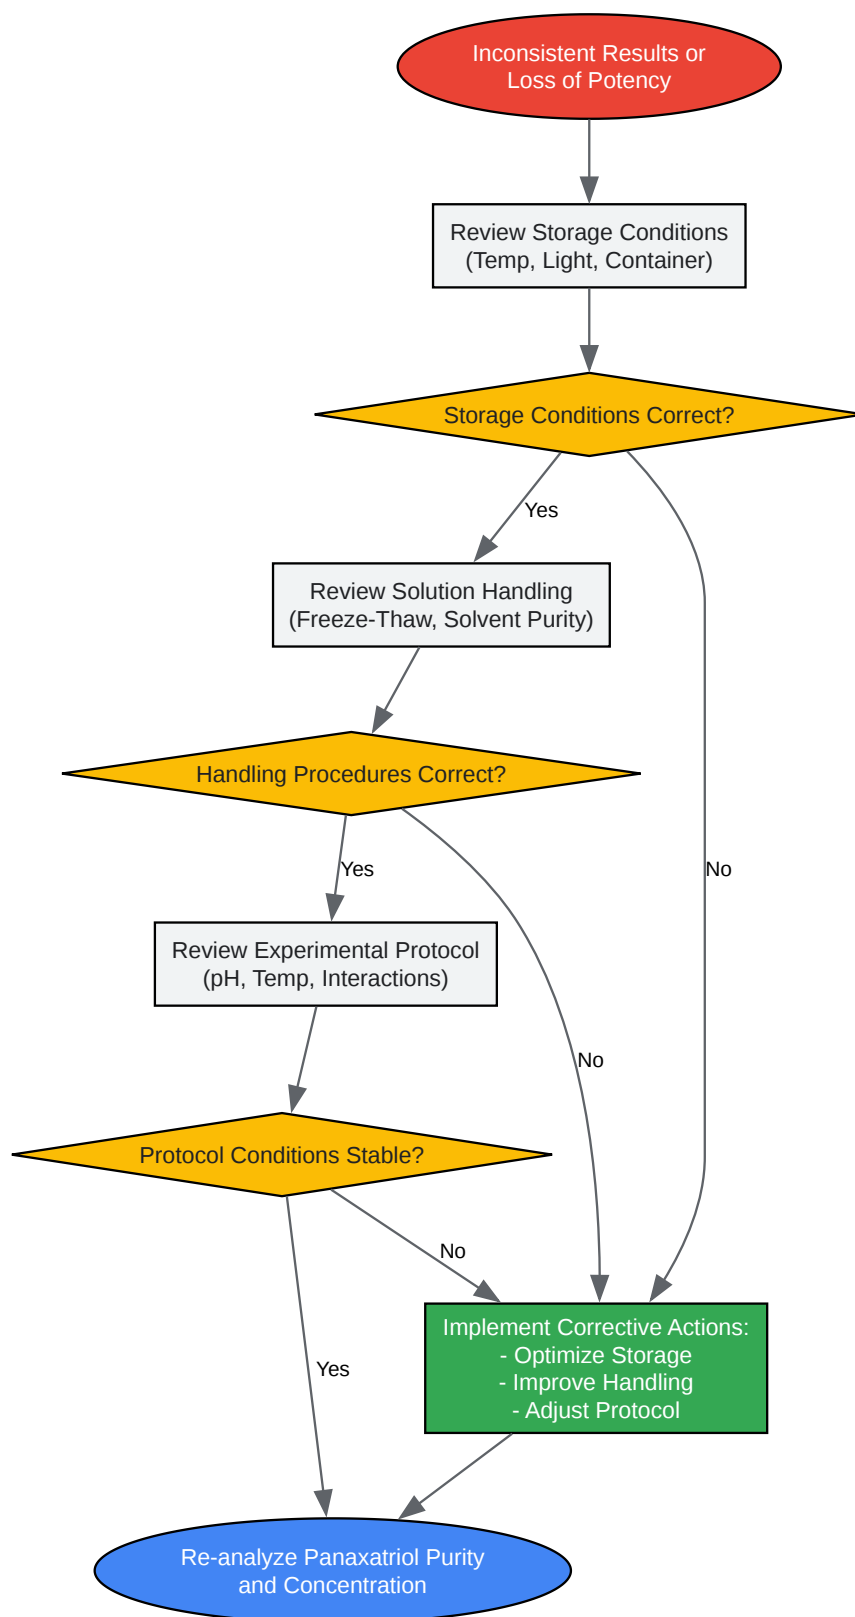 Inconsistent Results or
Loss of Potency
Review Storage Conditions
(Temp, Light, Container)
Storage Conditions Correct?
Yes
Review Solution Handling
(Freeze-Thaw, Solvent Purity)
Handling Procedures Correct?
Yes
No
Review Experimental Protocol
(pH, Temp, Interactions)
No
Protocol Conditions Stable?
No
Implement Corrective Actions:
- Optimize Storage
- Improve Handling
- Adjust Protocol
Yes
Re-analyze Panaxatriol Purity
and Concentration